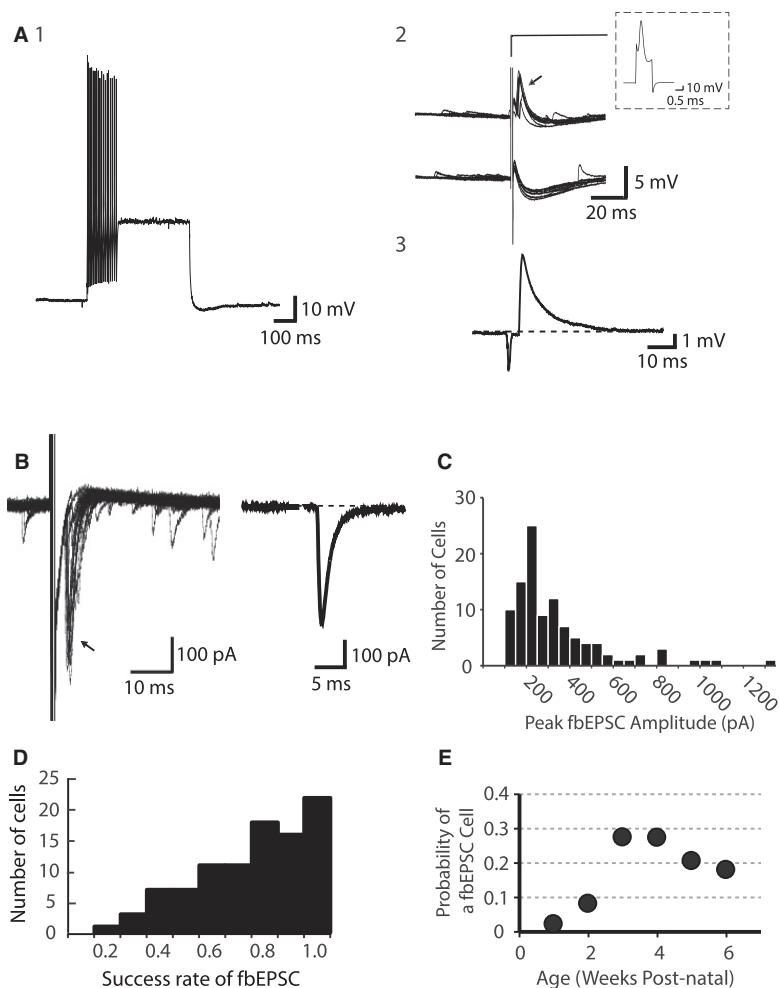 A 1
10 mV
100 ms
2
10 mV
0.5 ms
5 mV
20 ms
3
1 mV
10 ms
B
100 pA
10 ms
100 pA
5 ms
C
30
20
10
0
Number of Cells
200
400
600
800
1000
1200
Peak fbEPSC Amplitude (pA)
D
25
20
15
10
5
0
Number of cells
0.2
0.4
0.6
0.8
1.0
Success rate of fbEPSC
E
0.4
0.3
0.2
0.1
0
Probability of
a fbEPSC Cell
0
2
4
6
Age (Weeks Post-natal)